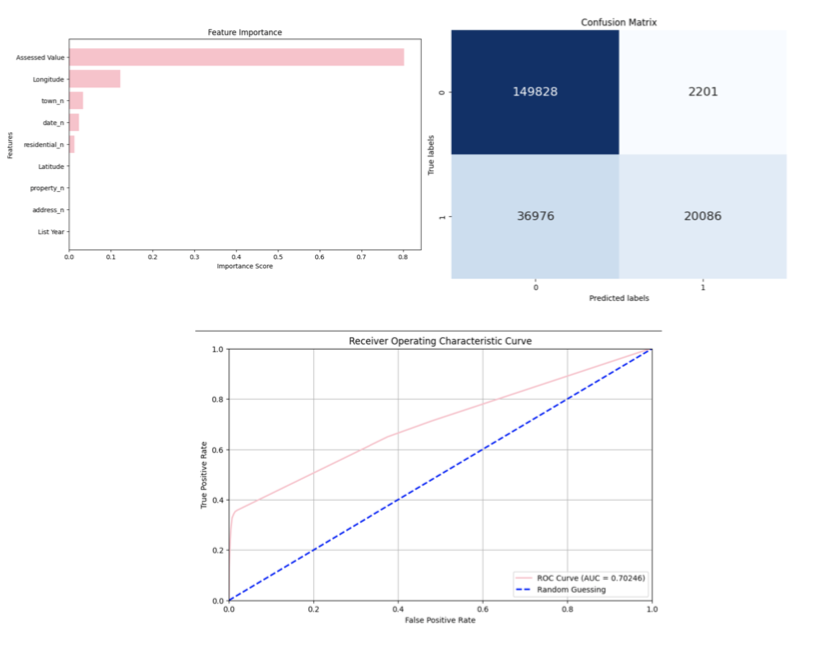 Feature Importance
Features
Assessed Value
Longitude
town_n
date_n
residential_n
Latitude
property_n
address_n
List Year
0.0 0.1 0.2 0.3 0.4 0.5 0.6 0.7 0.8
Importance Score
Confusion Matrix
True labels
0
149828 2201
1
36976 20086
0 1
Predicted labels
Receiver Operating Characteristic Curve
True Positive Rate
1.0
0.8
0.6
0.4
0.2
0.0
ROC Curve (AUC = 0.70246)
Random Guessing
0.0 0.2 0.4 0.6 0.8 1.0
False Positive Rate